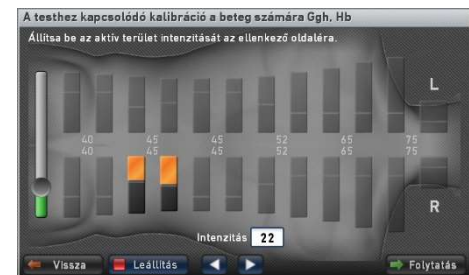 A testhez kapcsolódó kalibráció a beteg számára Ggh, Hb
Állítsa be az aktív terület intenzitását az ellenkező oldaléra.
L
40 45 45 52 65 75
40 45 45 52 65 75
R
Intenzitás 22
Vissza Leállítás Folytatás